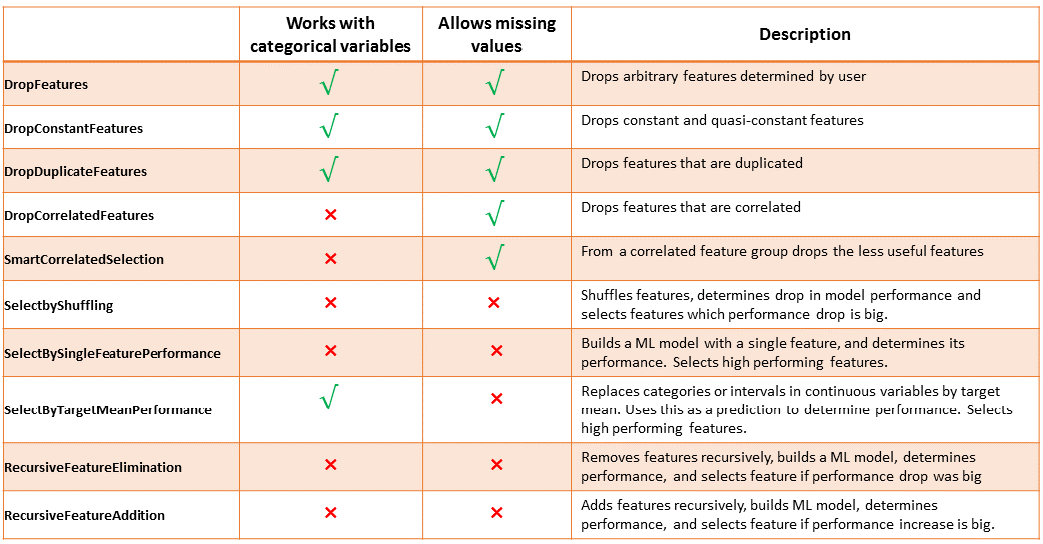 Works with
categorical variables
Allows missing
values
Description
DropFeatures
√
√
Drops arbitrary features determined by user
DropConstantFeatures
√
√
Drops constant and quasi-constant features
DropDuplicateFeatures
√
√
Drops features that are duplicated
DropCorrelatedFeatures
×
√
Drops features that are correlated
SmartCorrelatedSelection
×
√
From a correlated feature group drops the less useful features
SelectbyShuffling
×
×
Shuffles features, determines drop in model performance and
selects features which performance drop is big.
SelectBySingleFeaturePerformance
×
×
Builds a ML model with a single feature, and determines its
performance. Selects high performing features.
SelectByTargetMeanPerformance
√
×
Replaces categories or intervals in continuous variables by target
mean. Uses this as a prediction to determine performance. Selects
high performing features.
RecursiveFeatureElimination
×
×
Removes features recursively, builds a ML model, determines
performance, and selects feature if performance drop was big
RecursiveFeatureAddition
×
×
Adds features recursively, builds ML model, determines
performance, and selects feature if performance increase is big.